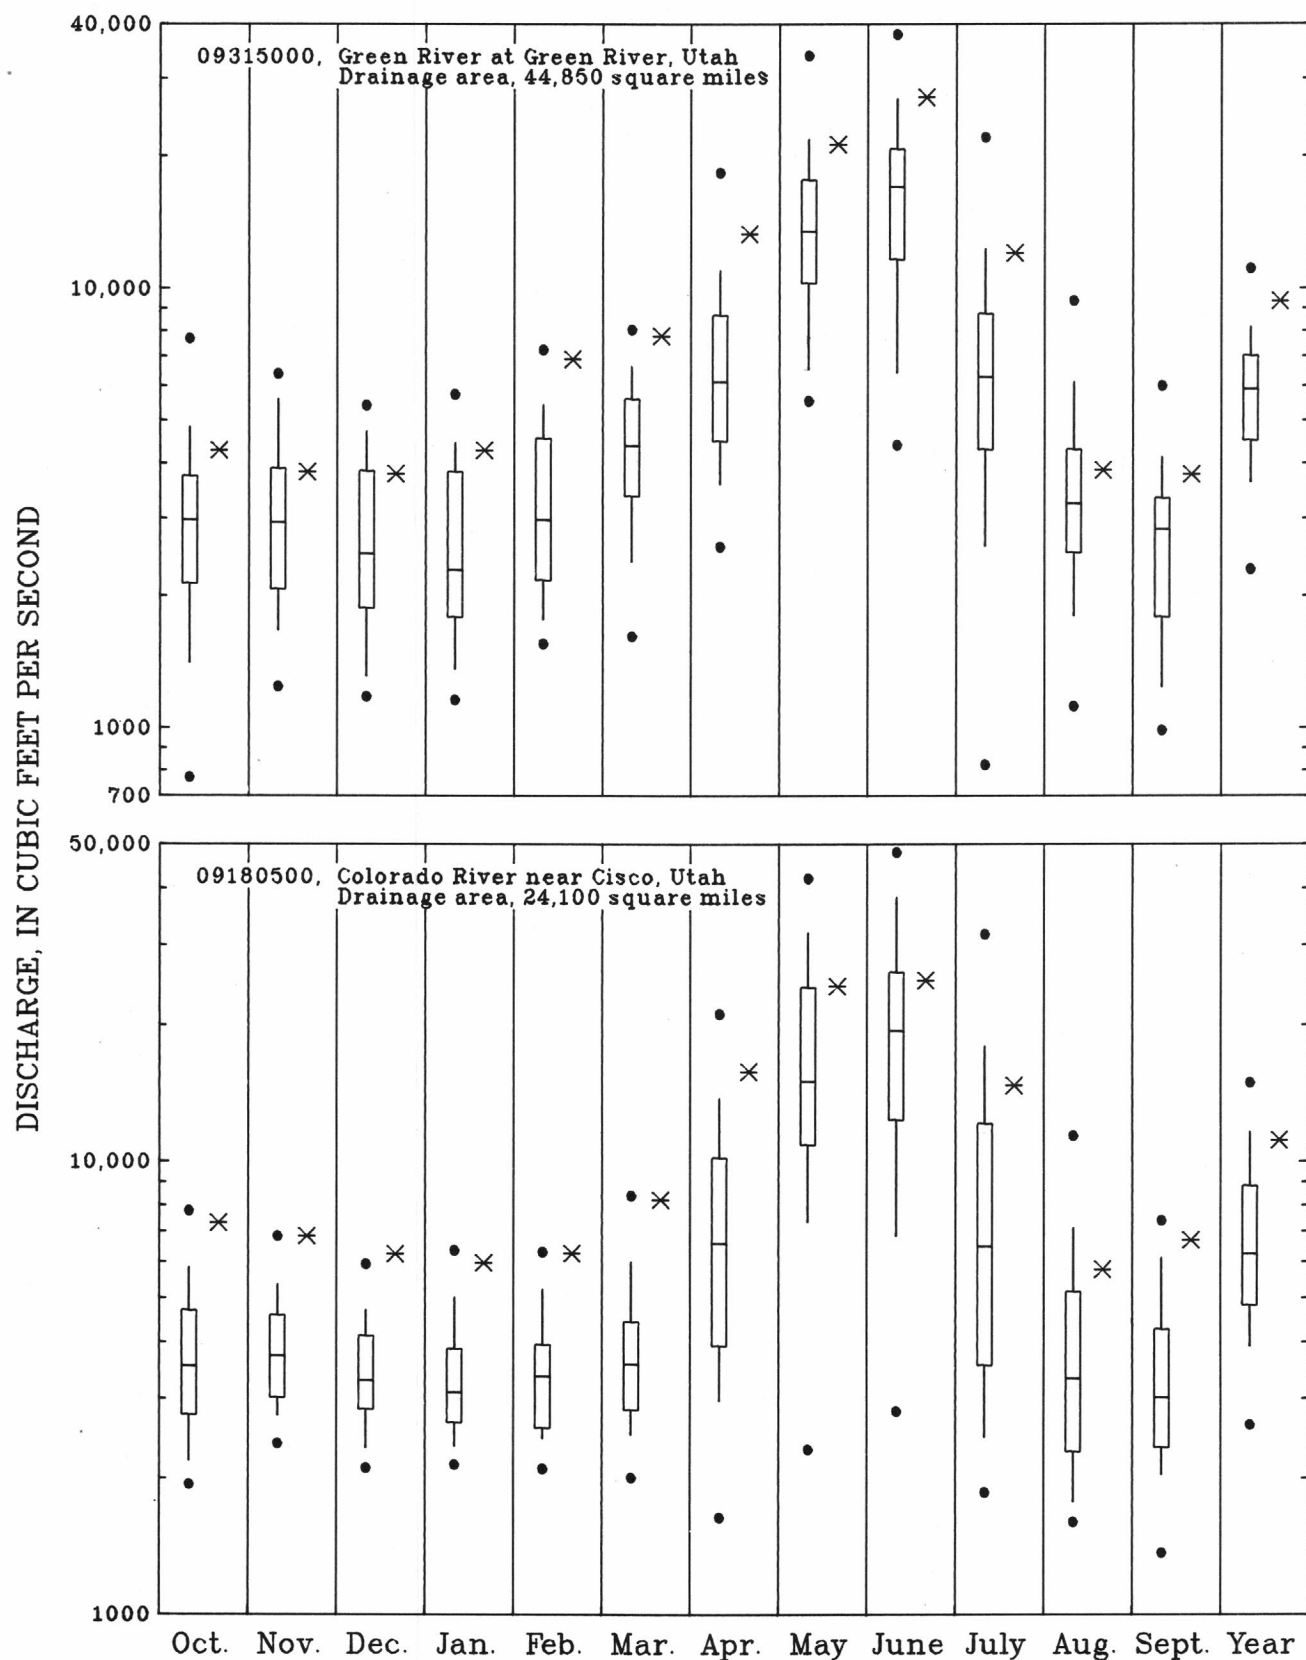 40,000
09315000, Green River at Green River, Utah
Drainage area, 44,850 square miles
10,000
1000
700
DISCHARGE, IN CUBIC FEET PER SECOND
50,000
09180500, Colorado River near Cisco, Utah
Drainage area, 24,100 square miles
10,000
1000
Oct. Nov. Dec. Jan. Feb. Mar. Apr. May June July Aug. Sept. Year